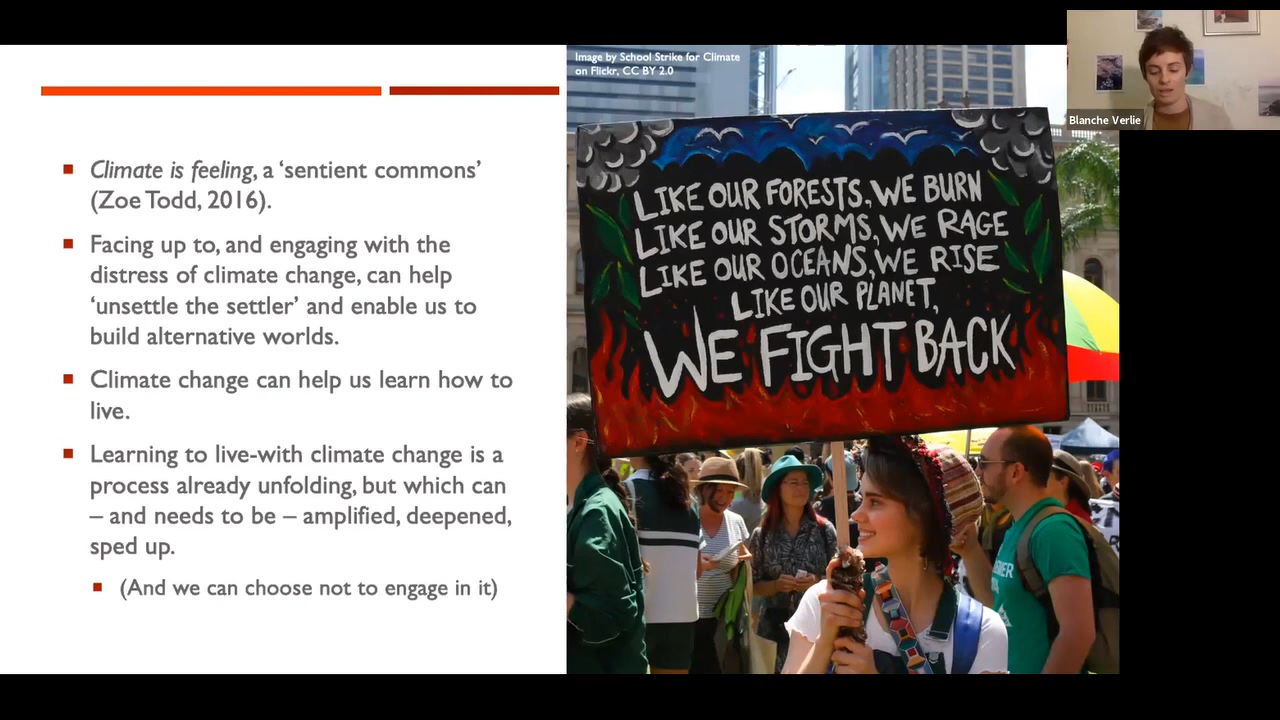 Climate is feeling, a ‘sentient commons’
(Zoe Todd, 2016).
Facing up to, and engaging with the
distress of climate change, can help
‘unsettle the settler’ and enable us to
build alternative worlds.
Climate change can help us learn how to
live.
Learning to live-with climate change is a
process already unfolding, but which can
– and needs to be – amplified, deepened,
sped up.
(And we can choose not to engage in it)
Image by School Strike for Climate
on Flickr, CC BY 2.0
LIKE OUR FORESTS, WE BURN
LIKE OUR STORMS, WE RAGE
LIKE OUR OCEANS, WE RISE
LIKE OUR PLANET,
WE FIGHT BACK
Blanche Verlie